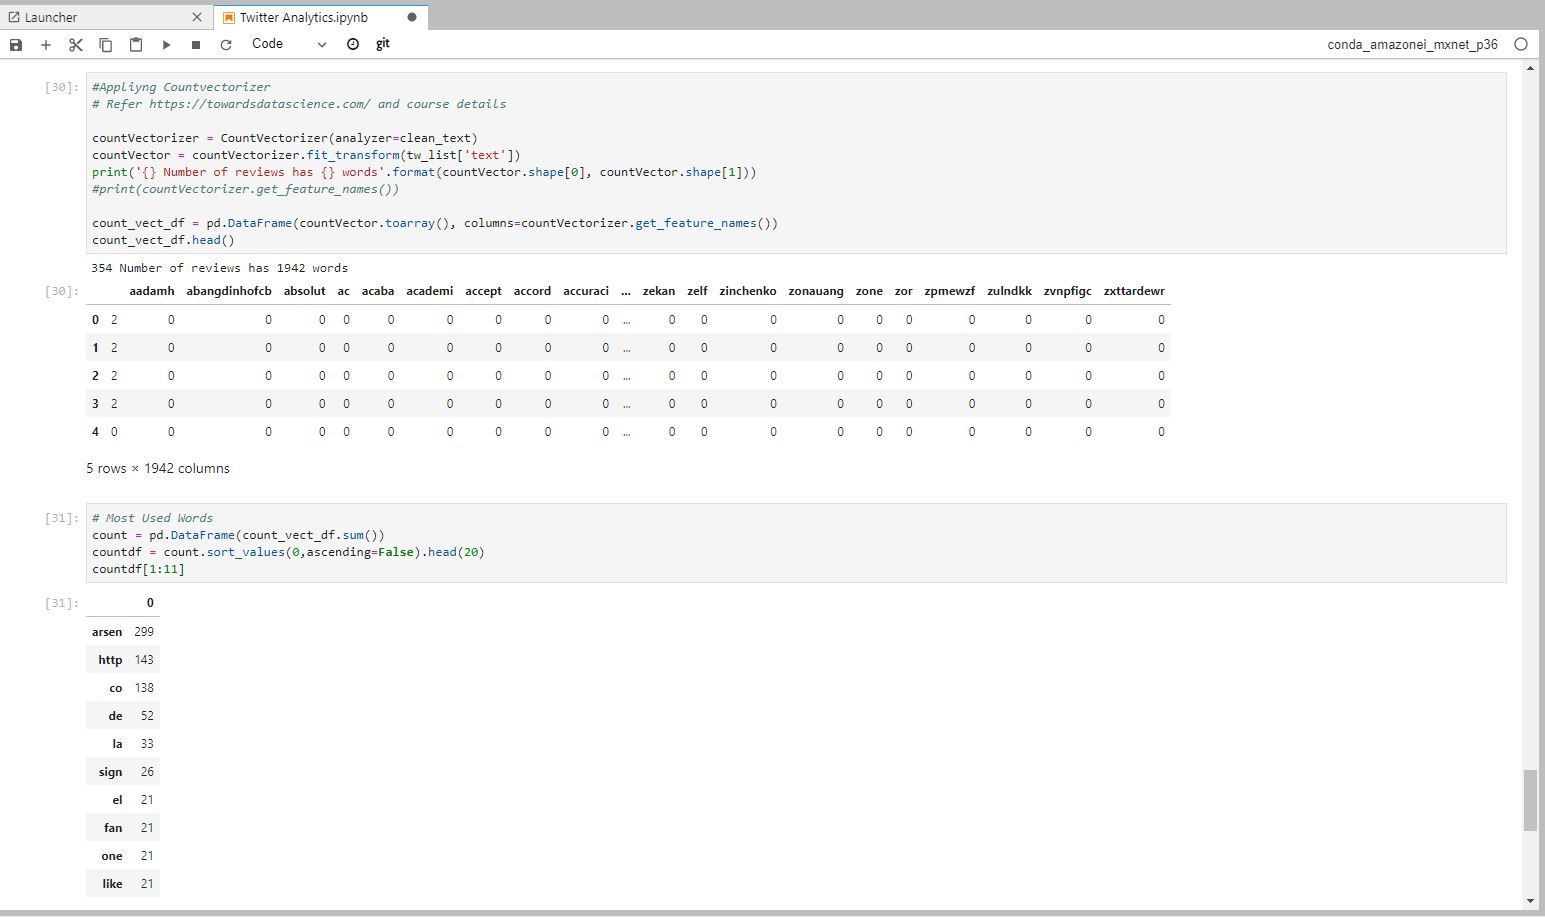 Launcher
Twitter Analytics.ipynb
Code
git
conda_amazonei_mxnet_p36
[30]:
#Appliyng Countvectorizer
# Refer https://towardsdatascience.com/ and course details
countVectorizer = CountVectorizer(analyzer=clean_text)
countVector = countVectorizer.fit_transform(tw_list['text'])
print('{} Number of reviews has {} words'.format(countVector.shape[0], countVector.shape[1]))
#print(countVectorizer.get_feature_names())
count_vect_df = pd.DataFrame(countVector.toarray(), columns=countVectorizer.get_feature_names())
count_vect_df.head()
354 Number of reviews has 1942 words
[30]:
aadamh abangdinhofcb absolut ac acaba academi accept accord accuraci ... zekan zelf zinchenko zonauang zone zor zpmewzf zulndkk zvnpfigc zxttardewr
0 2 0 0 0 0 0 0 0 0 0 ... 0 0 0 0 0 0 0 0 0 0
1 2 0 0 0 0 0 0 0 0 0 ... 0 0 0 0 0 0 0 0 0 0
2 2 0 0 0 0 0 0 0 0 0 ... 0 0 0 0 0 0 0 0 0 0
3 2 0 0 0 0 0 0 0 0 0 ... 0 0 0 0 0 0 0 0 0 0
4 0 0 0 0 0 0 0 0 0 0 ... 0 0 0 0 0 0 0 0 0 0
5 rows × 1942 columns
[31]:
# Most Used Words
count = pd.DataFrame(count_vect_df.sum())
countdf = count.sort_values(0,ascending=False).head(20)
countdf[1:11]
[31]:
0
arsen 299
http 143
co 138
de 52
la 33
sign 26
el 21
fan 21
one 21
like 21